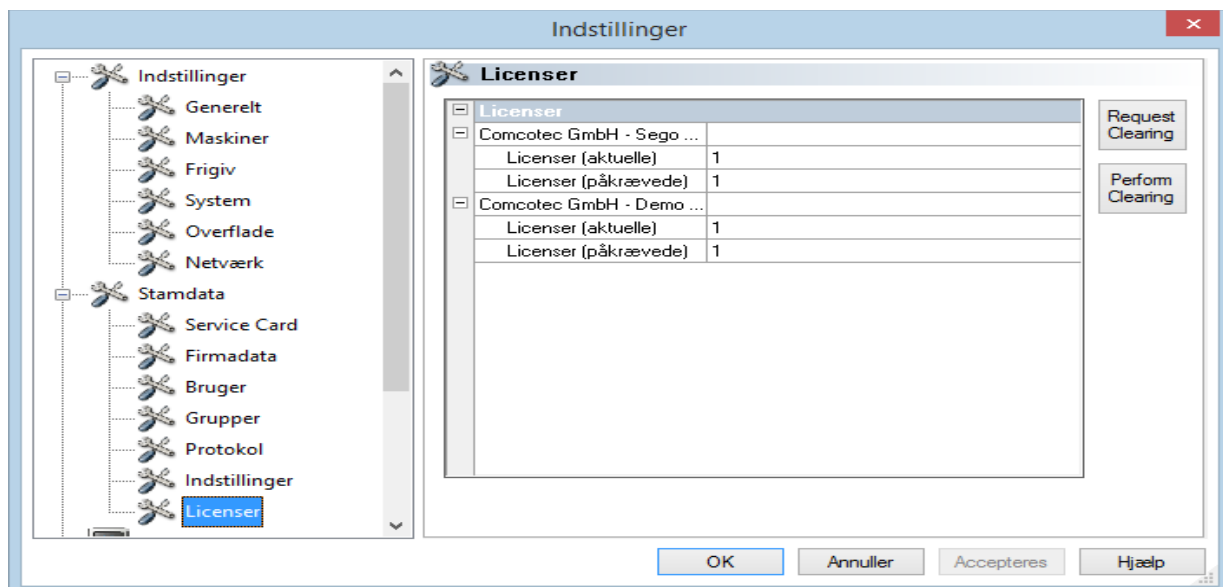 Indstillinger
Indstillinger
Generelt
Maskiner
Frigiv
System
Overflade
Netværk
Stamdata
Service Card
Firmadata
Bruger
Grupper
Protokol
Indstillinger
Licenser
Licenser
Licenser
Comcotec GmbH - Sego ...
Licenser (aktuelle) 1
Licenser (påkrævede) 1
Comcotec GmbH - Demo ...
Licenser (aktuelle) 1
Licenser (påkrævede) 1
Request
Clearing
Perform
Clearing
OK
Annuller
Accepteres
Hjælp